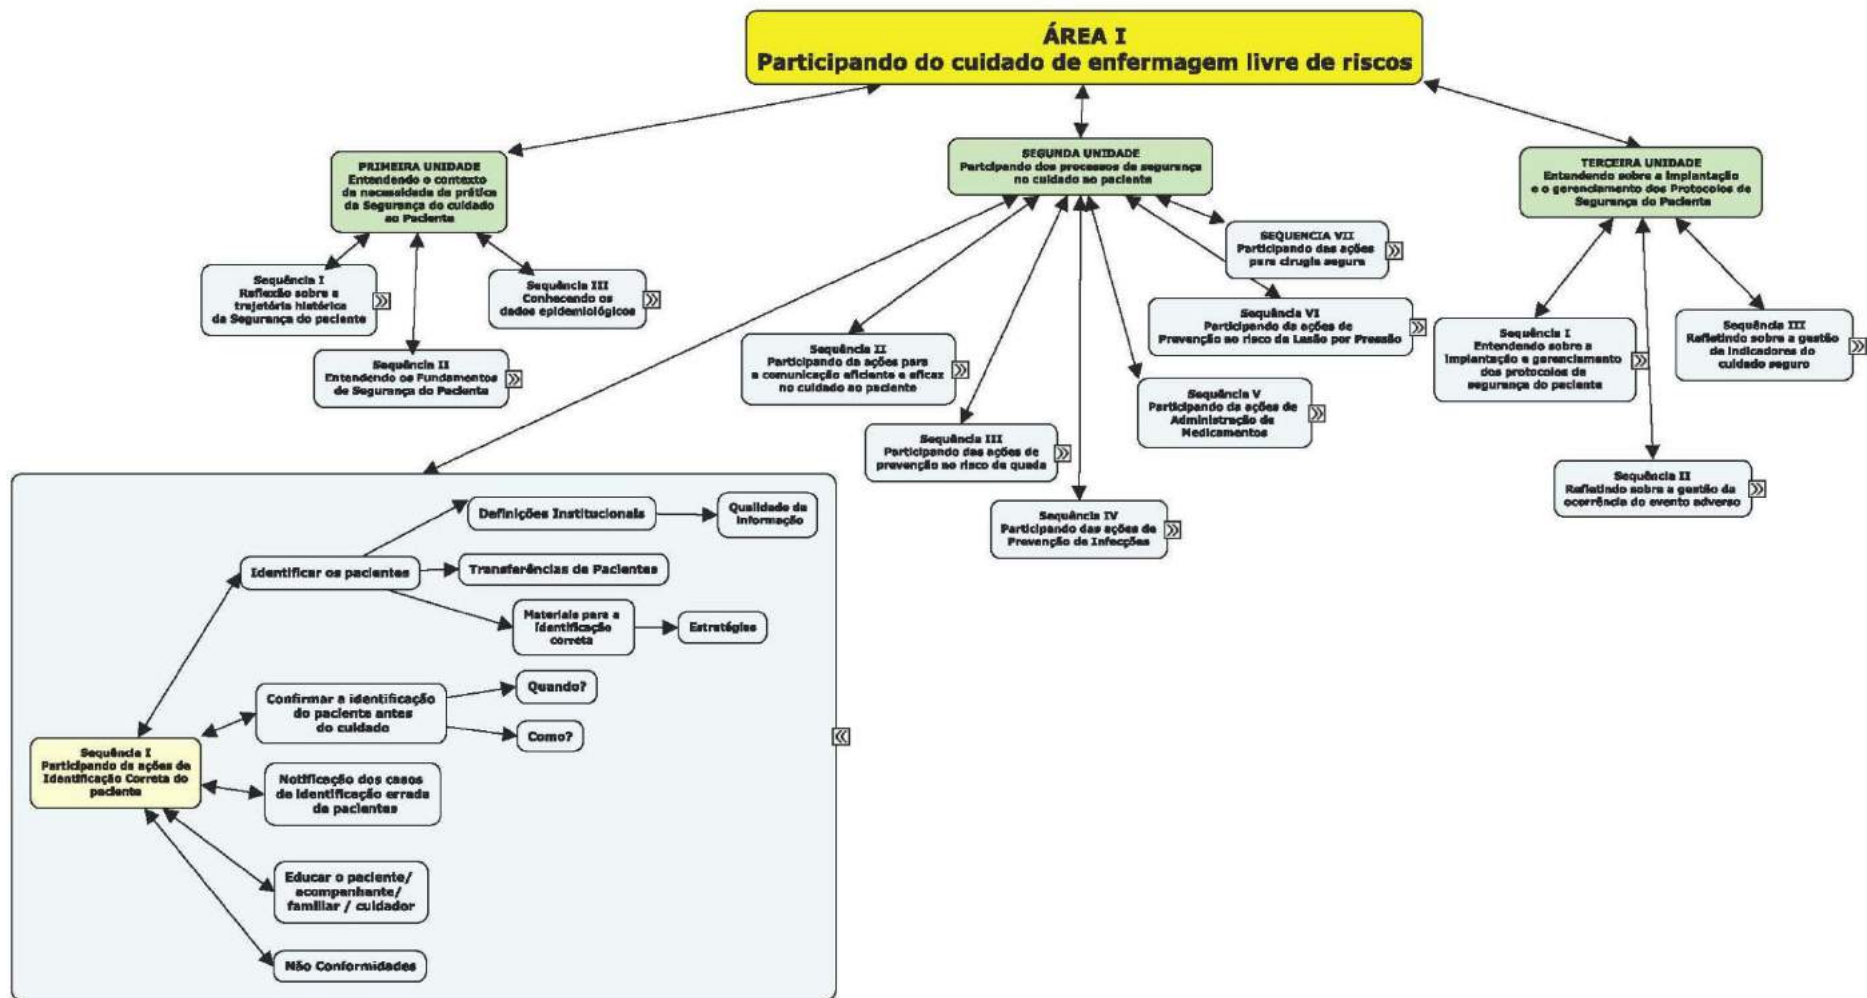 ÁREA I
Participando do cuidado de enfermagem livre de riscos
PRIMEIRA UNIDADE
Entendendo o contexto
da necessidade da prática
da Segurança do cuidado
ao Paciente
Sequência I
Reflexão sobre a
trajetória histórica
da Segurança do paciente
Sequência II
Entendendo os Fundamentos
de Segurança do Paciente
Sequência III
Conhecendo os
dados epidemiológicos
SEGUNDA UNIDADE
Partcipando dos processos de segurança
no cuidado ao paciente
SEQUENCIA VII
Participando das ações
para cirugia segura
Sequência VI
Participando da ações de
Prevenção ao risco de Lesão por Pressão
Sequência II
Participando da ações para
a comunicação eficiente e eficaz
no cuidado ao paciente
Sequência V
Participando da ações de
Administração de
Medicamentos
Sequência III
Participando das ações de
prevenção ao risco de queda
Sequência IV
Participando das ações de
Prevenção de Infecções
TERCEIRA UNIDADE
Entendendo sobre a implantação
e o gerenciamento dos Protocolos de
Segurança do Paciente
Sequência I
Entendendo sobre a
implantação e gerenciamento
dos protocolos de
segurança do paciente
Sequência III
Refletindo sobre a gestão
de indicadores do
cuidado seguro
Sequência II
Refletindo sobre a gestão da
ocorrência do evento adverso
Sequência I
Participando da ações de
Identificação Correta do
paciente
Identificar os pacientes
Definições Institucionais
Qualidade da
informação
Transferências de Pacientes
Materiais para a
identificação
correta
Estratégias
Confirmar a identificação
do paciente antes
do cuidado
Quando?
Como?
Notificação dos casos
de identificação errada
de pacientes
Educar o paciente/
acompanhante/
familiar / cuidador
Não Conformidades